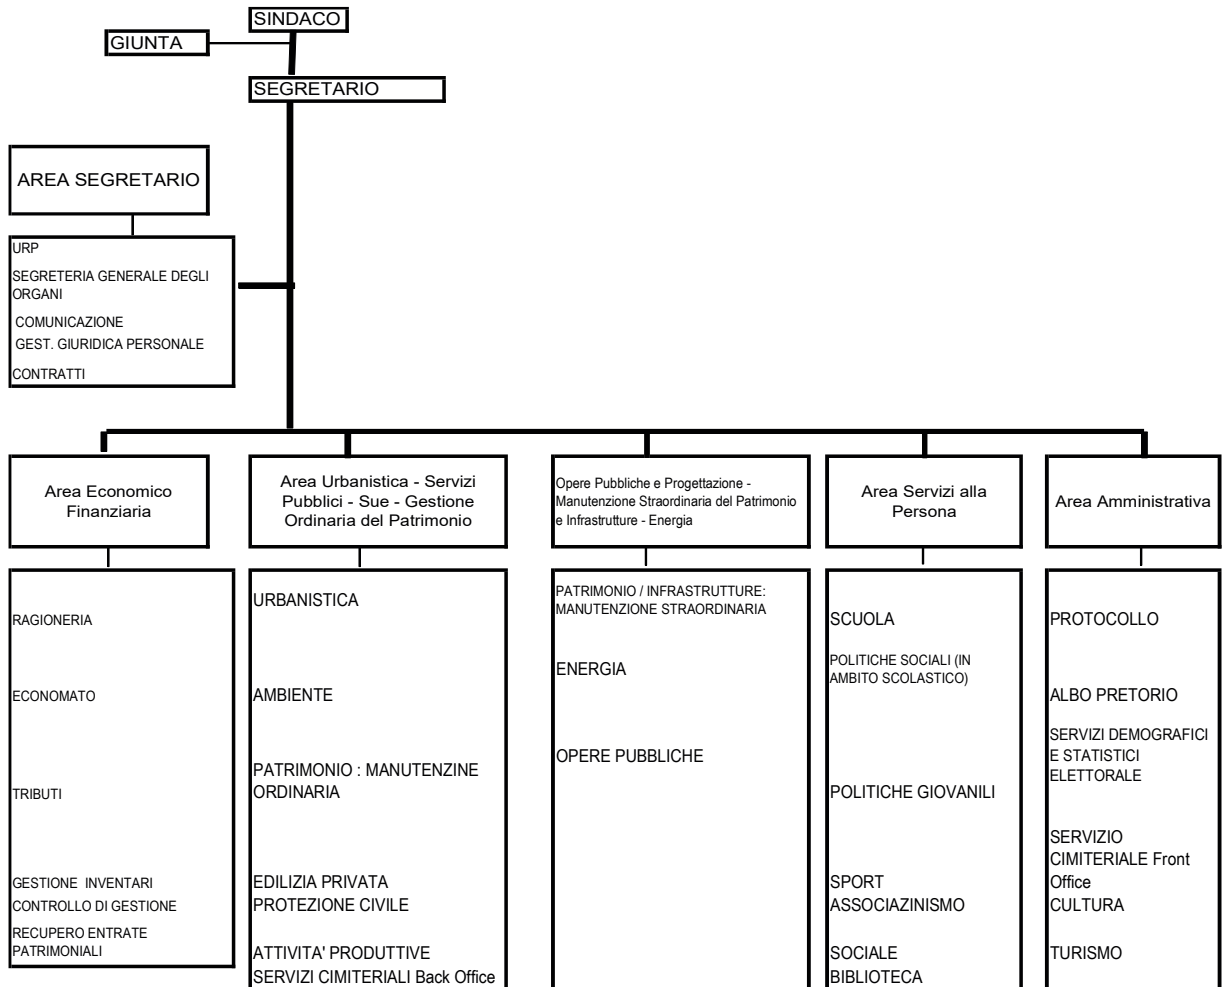 SINDACO
GIUNTA
SEGRETARIO
AREA SEGRETARIO
URP
SEGRETERIA GENERALE DEGLI
ORGANI
COMUNICAZIONE
GEST. GIURIDICA PERSONALE
CONTRATTI
Area Economico
Finanziaria
Area Urbanistica - Servizi
Pubblici - Sue - Gestione
Ordinaria del Patrimonio
Opere Pubbliche e Progettazione -
Manutenzione Straordinaria del Patrimonio
e Infrastrutture - Energia
Area Servizi alla
Persona
Area Amministrativa
RAGIONERIA
ECONOMATO
TRIBUTI
GESTIONE INVENTARI
CONTROLLO DI GESTIONE
RECUPERO ENTRATE
PATRIMONIALI
URBANISTICA
AMBIENTE
PATRIMONIO : MANUTENZINE
ORDINARIA
EDILIZIA PRIVATA
PROTEZIONE CIVILE
ATTIVITA' PRODUTTIVE
SERVIZI CIMITERIALI Back Office
PATRIMONIO / INFRASTRUTTURE:
MANUTENZIONE STRAORDINARIA
ENERGIA
OPERE PUBBLICHE
SCUOLA
POLITICHE SOCIALI (IN
AMBITO SCOLASTICO)
POLITICHE GIOVANILI
SPORT
ASSOCIAZINISMO
SOCIALE
BIBLIOTECA
PROTOCOLLO
ALBO PRETORIO
SERVIZI DEMOGRAFICI
E STATISTICI
ELETTORALE
SERVIZIO
CIMITERIALE Front
Office
CULTURA
TURISMO